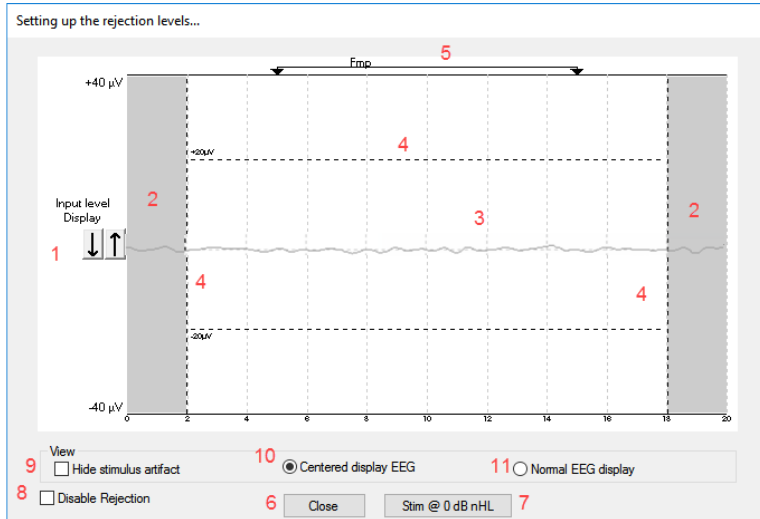 Setting up the rejection levels...
5
Fmp
+40 µV
+20µV
4
Input level
Display
2
3
2
1
4
4
-20µV
-40 µV
0 2 4 6 8 10 12 14 16 18 20
View
9 Hide stimulus artifact 10 Centered display EEG 11 Normal EEG display
8 Disable Rejection 6 Close Stim @ 0 dB nHL 7